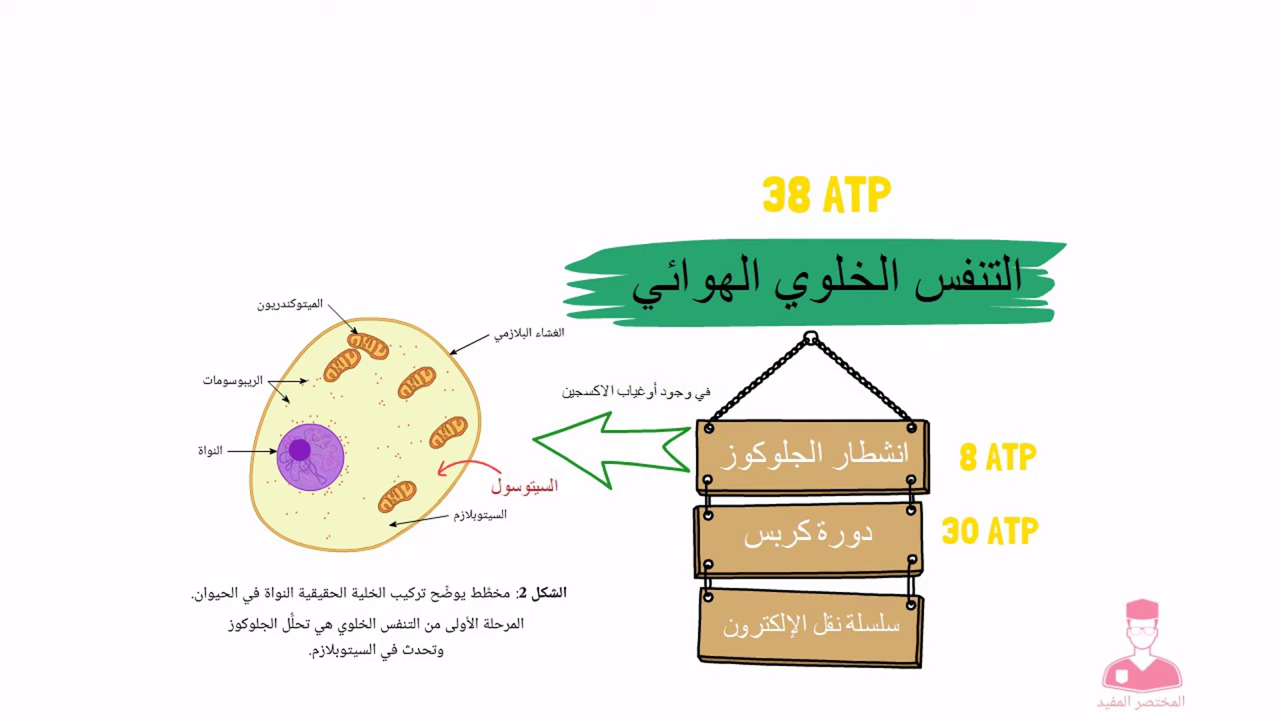 38 ATP
التنفس الخلوي الهوائي
في وجود أو غياب الاكسجين
انشطار الجلوكوز
8 ATP
دورة كربس
30 ATP
سلسلة نقل الإلكترون
الميتوكندريون
الغشاء البلازمي
الريبوسومات
النواة
السيتوسول
السيتوبلازم
الشكل 2: مخطَّط يوضِّح تركيب الخلية الحقيقية النواة في الحيوان.
المرحلة الأولى من التنفس الخلوي هي تحلُّل الجلوكوز
وتحدث في السيتوبلازم.
المختصر المفيد